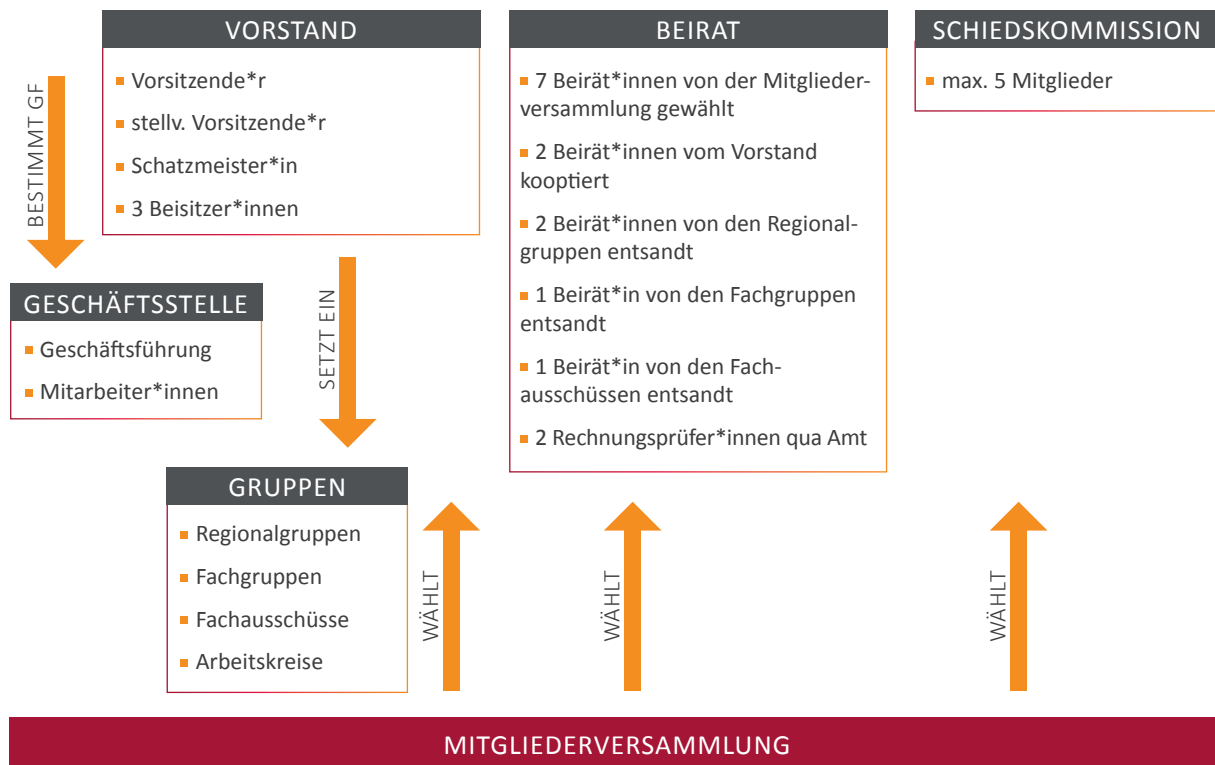 VORSTAND
Vorsitzende*r
stellv. Vorsitzende*r
Schatzmeister*in
3 Beisitzer*innen
BESTIMMT GF
GESCHÄFTSSTELLE
Geschäftsführung
Mitarbeiter*innen
SETZT EIN
GRUPPEN
Regionalgruppen
Fachgruppen
Fachausschüsse
Arbeitskreise
WÄHLT
BEIRAT
7 Beirät*innen von der Mitglieder-
versammlung gewählt
2 Beirät*innen vom Vorstand
kooptiert
2 Beirät*innen von den Regional-
gruppen entsandt
1 Beirät*in von den Fachgruppen
entsandt
1 Beirät*in von den Fach-
ausschüssen entsandt
2 Rechnungsprüfer*innen qua Amt
WÄHLT
SCHIEDSKOMMISSION
max. 5 Mitglieder
WÄHLT
MITGLIEDERVERSAMMLUNG